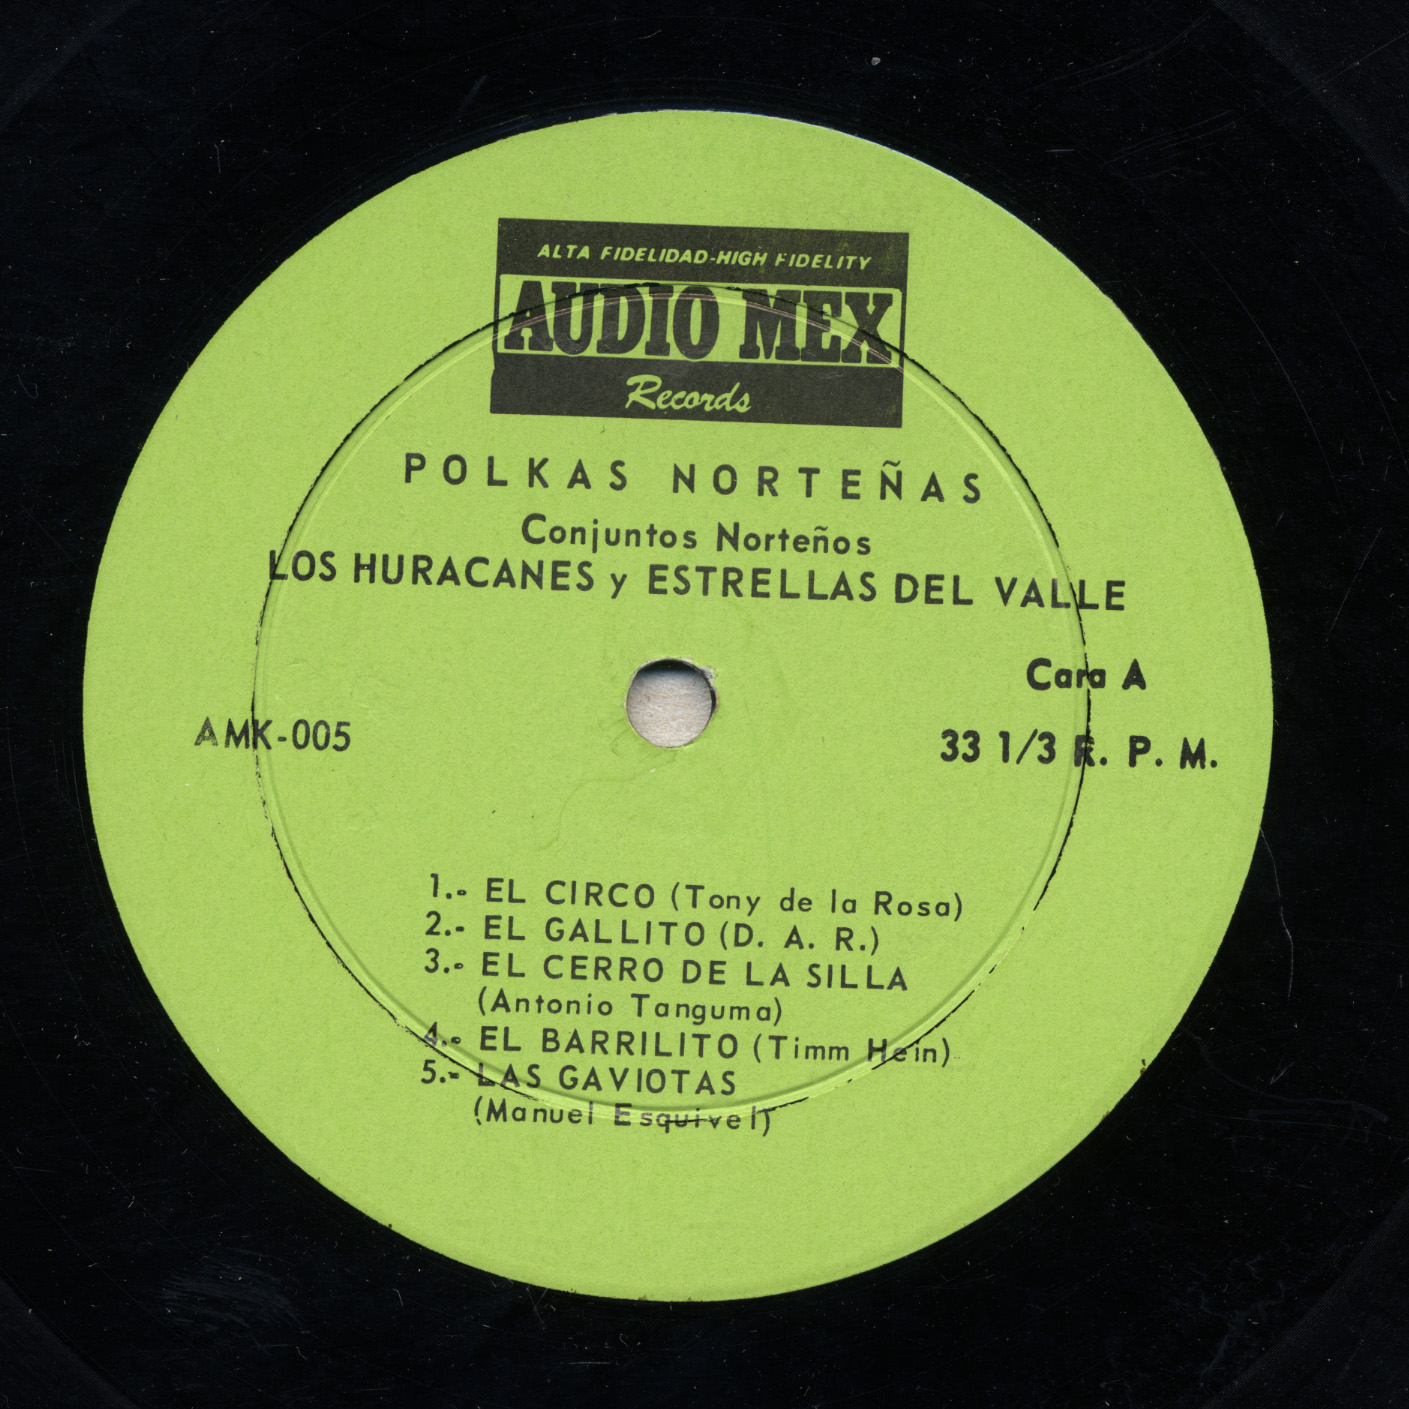 ALTA FIDELIDAD-HIGH FIDELITY
AUDIO MEX
Records
POLKAS NORTEÑAS
Conjuntos Norteños
LOS HURACANES y ESTRELLAS DEL VALLE
Cara A
AMK-005
33 1/3 R. P. M.
1.- EL CIRCO (Tony de la Rosa)
2.- EL GALLITO (D. A. R.)
3.- EL CERRO DE LA SILLA
(Antonio Tanguma)
4.- EL BARRILITO (Timm Hein)
5.- LAS GAVIOTAS
(Manuel Esquivel)